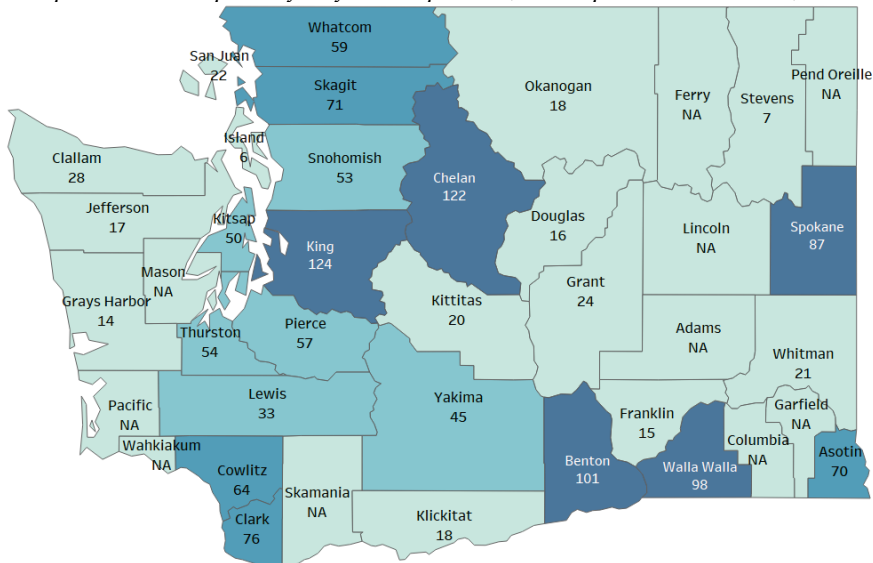 Whatcom
59
San Juan
22
Skagit
71
Okanogan
18
Ferry
NA
Stevens
7
Pend Oreille
NA
Island
6
Clallam
28
Snohomish
53
Chelan
122
Jefferson
17
Kitsap
50
Douglas
16
Lincoln
NA
Spokane
87
King
124
Mason
NA
Grays Harbor
14
Kittitas
20
Grant
24
Thurston
54
Pierce
57
Adams
NA
Whitman
21
Pacific
NA
Lewis
33
Yakima
45
Franklin
15
Garfield
NA
Wahkiakum
NA
Columbia
NA
Cowlitz
64
Skamania
NA
Benton
101
Walla Walla
98
Asotin
70
Clark
76
Klickitat
18